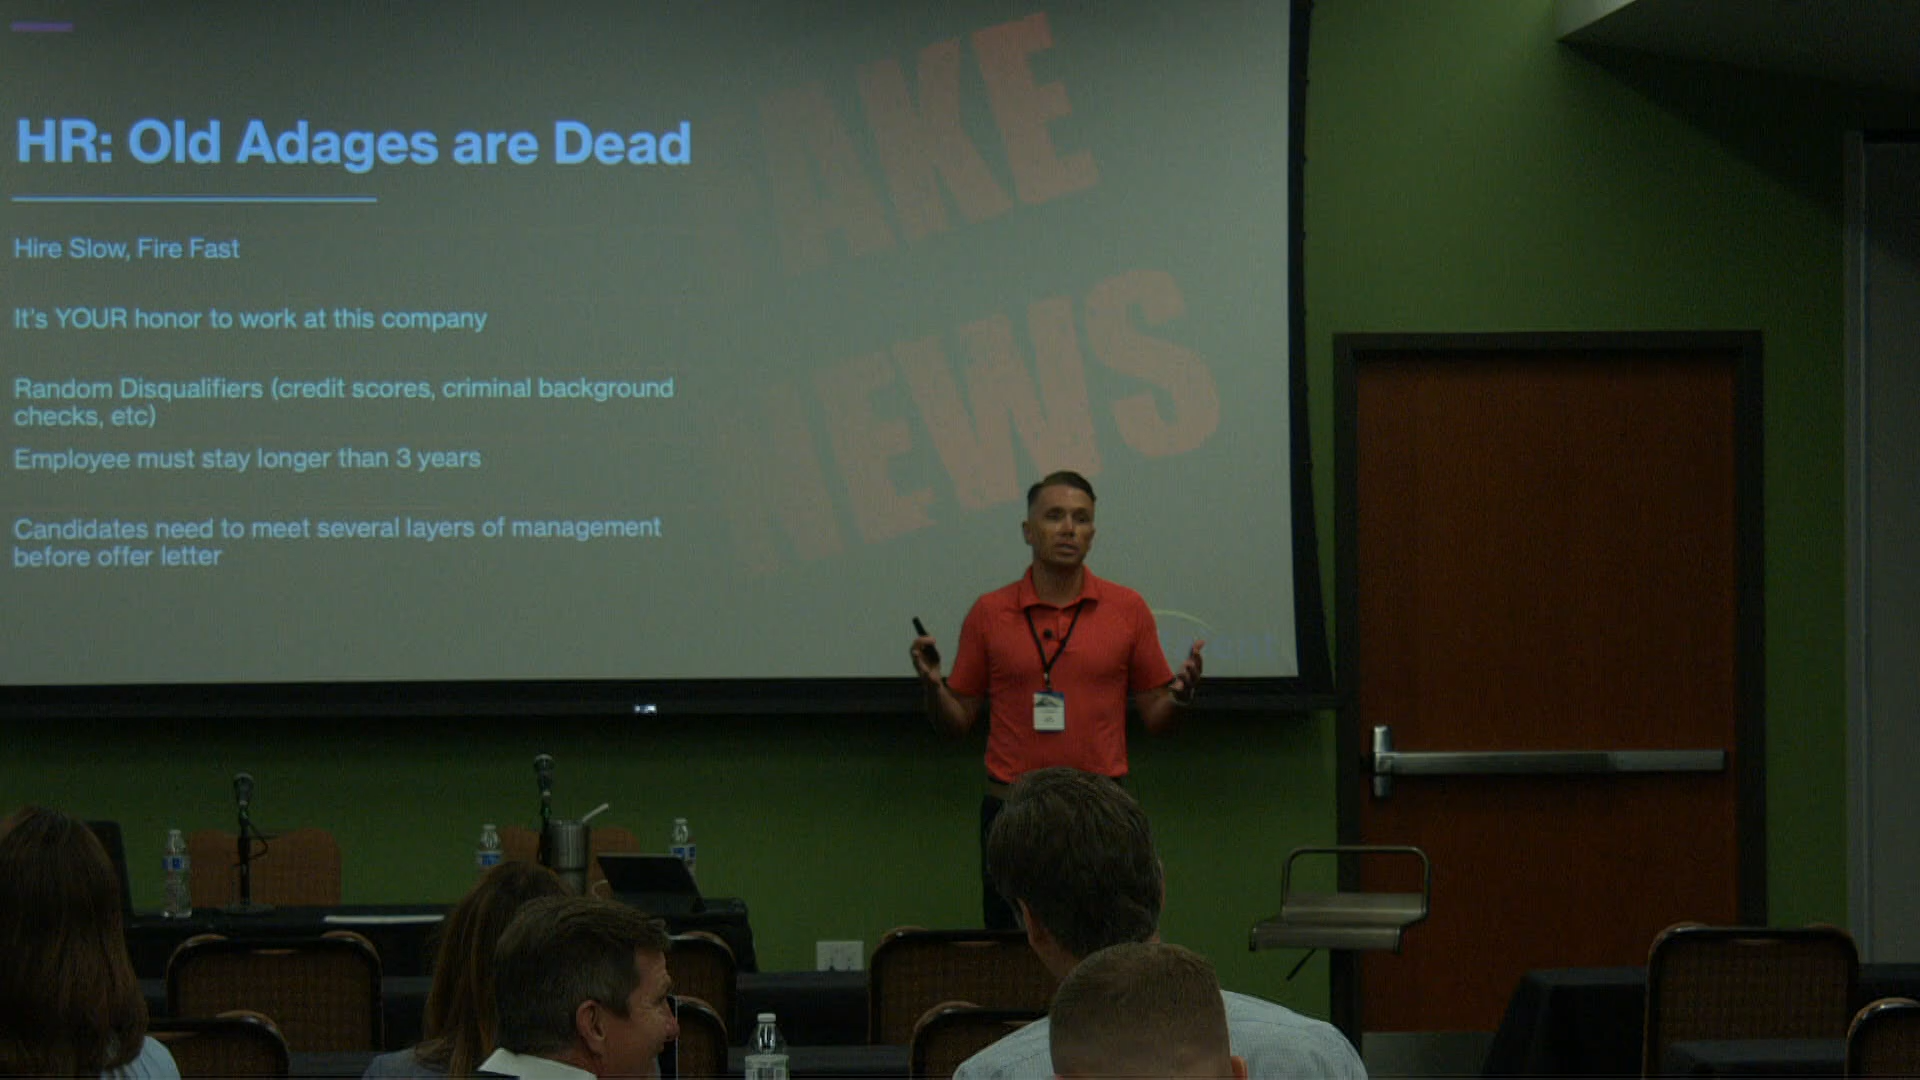 HR: Old Adages are Dead
Hire Slow, Fire Fast
It's YOUR honor to work at this company
Random Disqualifiers (credit scores, criminal background
checks, etc)
Employee must stay longer than 3 years
Candidates need to meet several layers of management
before offer letter
AKE
NEWS